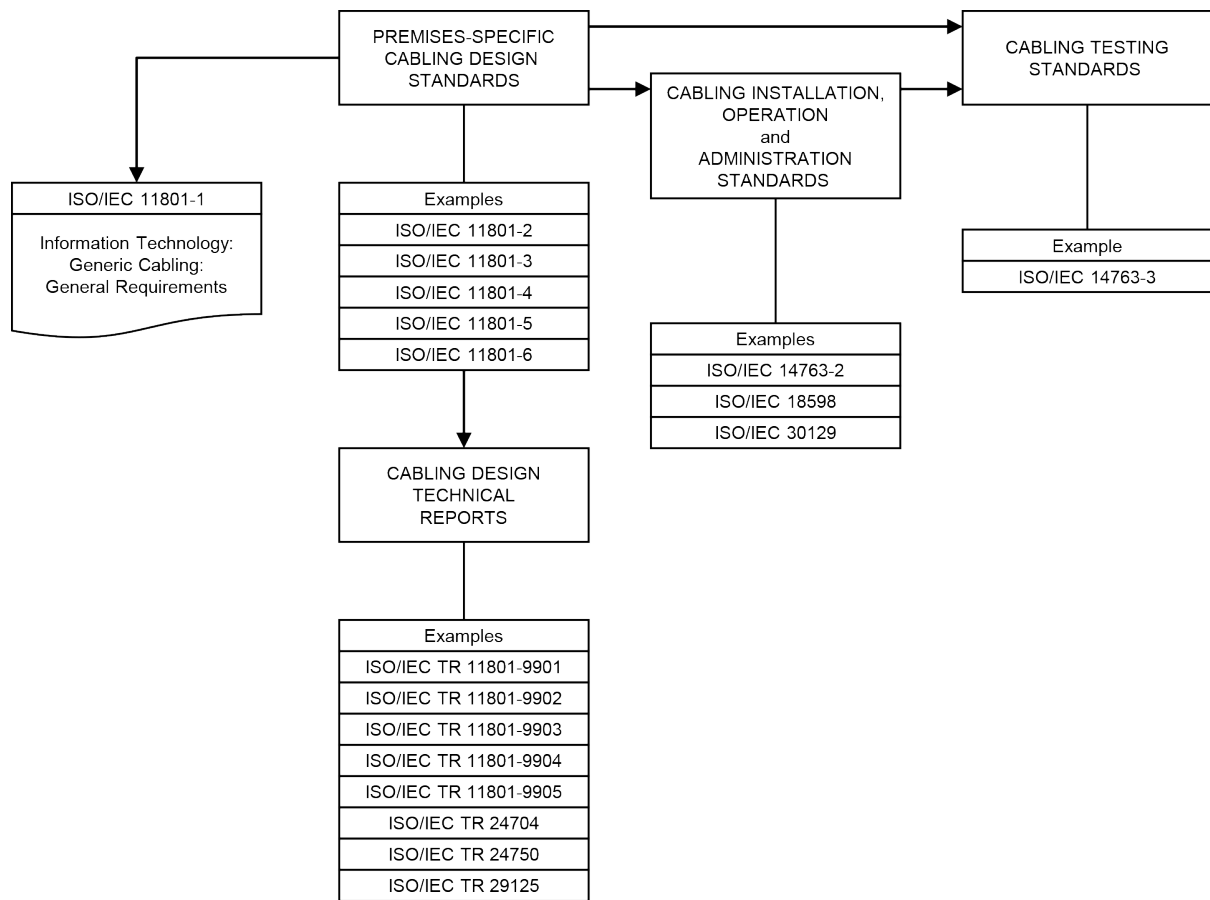 PREMISES-SPECIFIC
CABLING DESIGN
STANDARDS
CABLING TESTING
STANDARDS
CABLING INSTALLATION,
OPERATION
and
ADMINISTRATION
STANDARDS
ISO/IEC 11801-1
Information Technology:
Generic Cabling:
General Requirements
Examples
ISO/IEC 11801-2
ISO/IEC 11801-3
ISO/IEC 11801-4
ISO/IEC 11801-5
ISO/IEC 11801-6
Example
ISO/IEC 14763-3
Examples
ISO/IEC 14763-2
ISO/IEC 18598
ISO/IEC 30129
CABLING DESIGN
TECHNICAL
REPORTS
Examples
ISO/IEC TR 11801-9901
ISO/IEC TR 11801-9902
ISO/IEC TR 11801-9903
ISO/IEC TR 11801-9904
ISO/IEC TR 11801-9905
ISO/IEC TR 24704
ISO/IEC TR 24750
ISO/IEC TR 29125